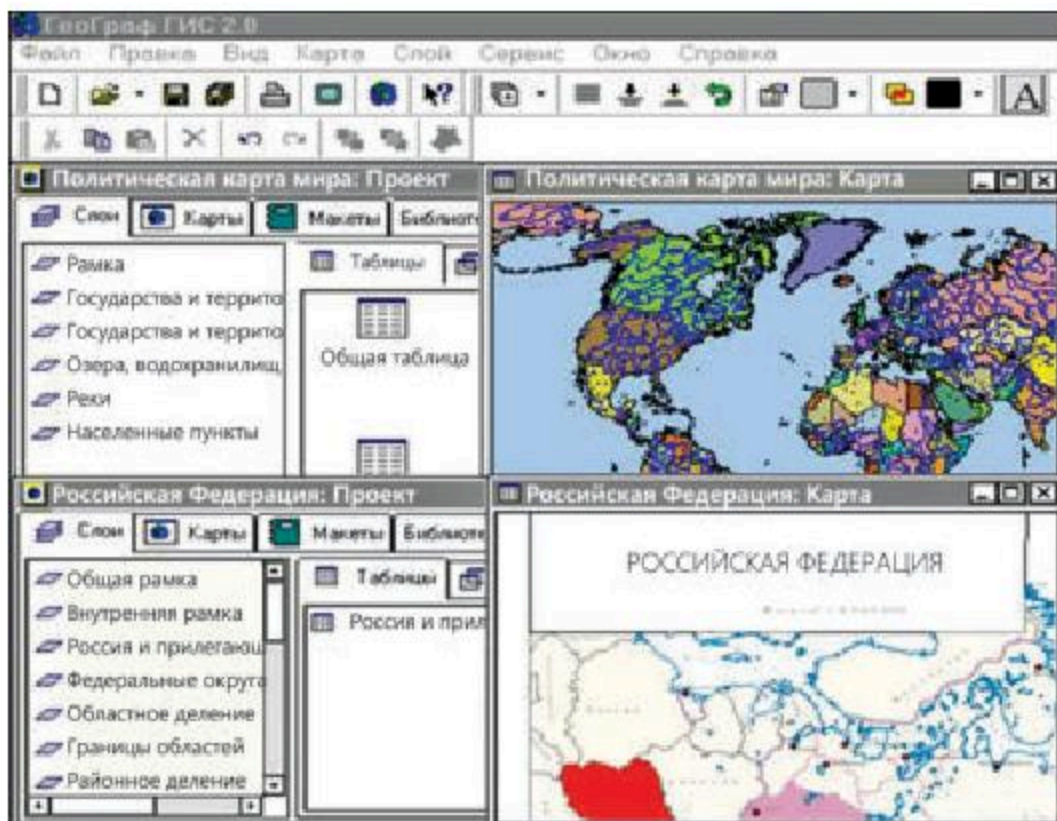 ГеоГраф ГИС 2.0
Файл Правка Вид Карта Слой Сервис Окно Справка
A
Политическая карта мира: Проект
Слои Карты Макеты Библиоте
Рамка
Государства и террито
Государства и террито
Озера, водохранилищ
Реки
Населенные пункты
Таблицы
Общая таблица
Политическая карта мира: Карта
Российская Федерация: Проект
Слои Карты Макеты Библиоте
Общая рамка
Внутренняя рамка
Россия и прилегающ
Федеральные округа
Областное деление
Границы областей
Районное деление
Таблицы
Россия и прил
Российская Федерация: Карта
РОССИЙСКАЯ ФЕДЕРАЦИЯ